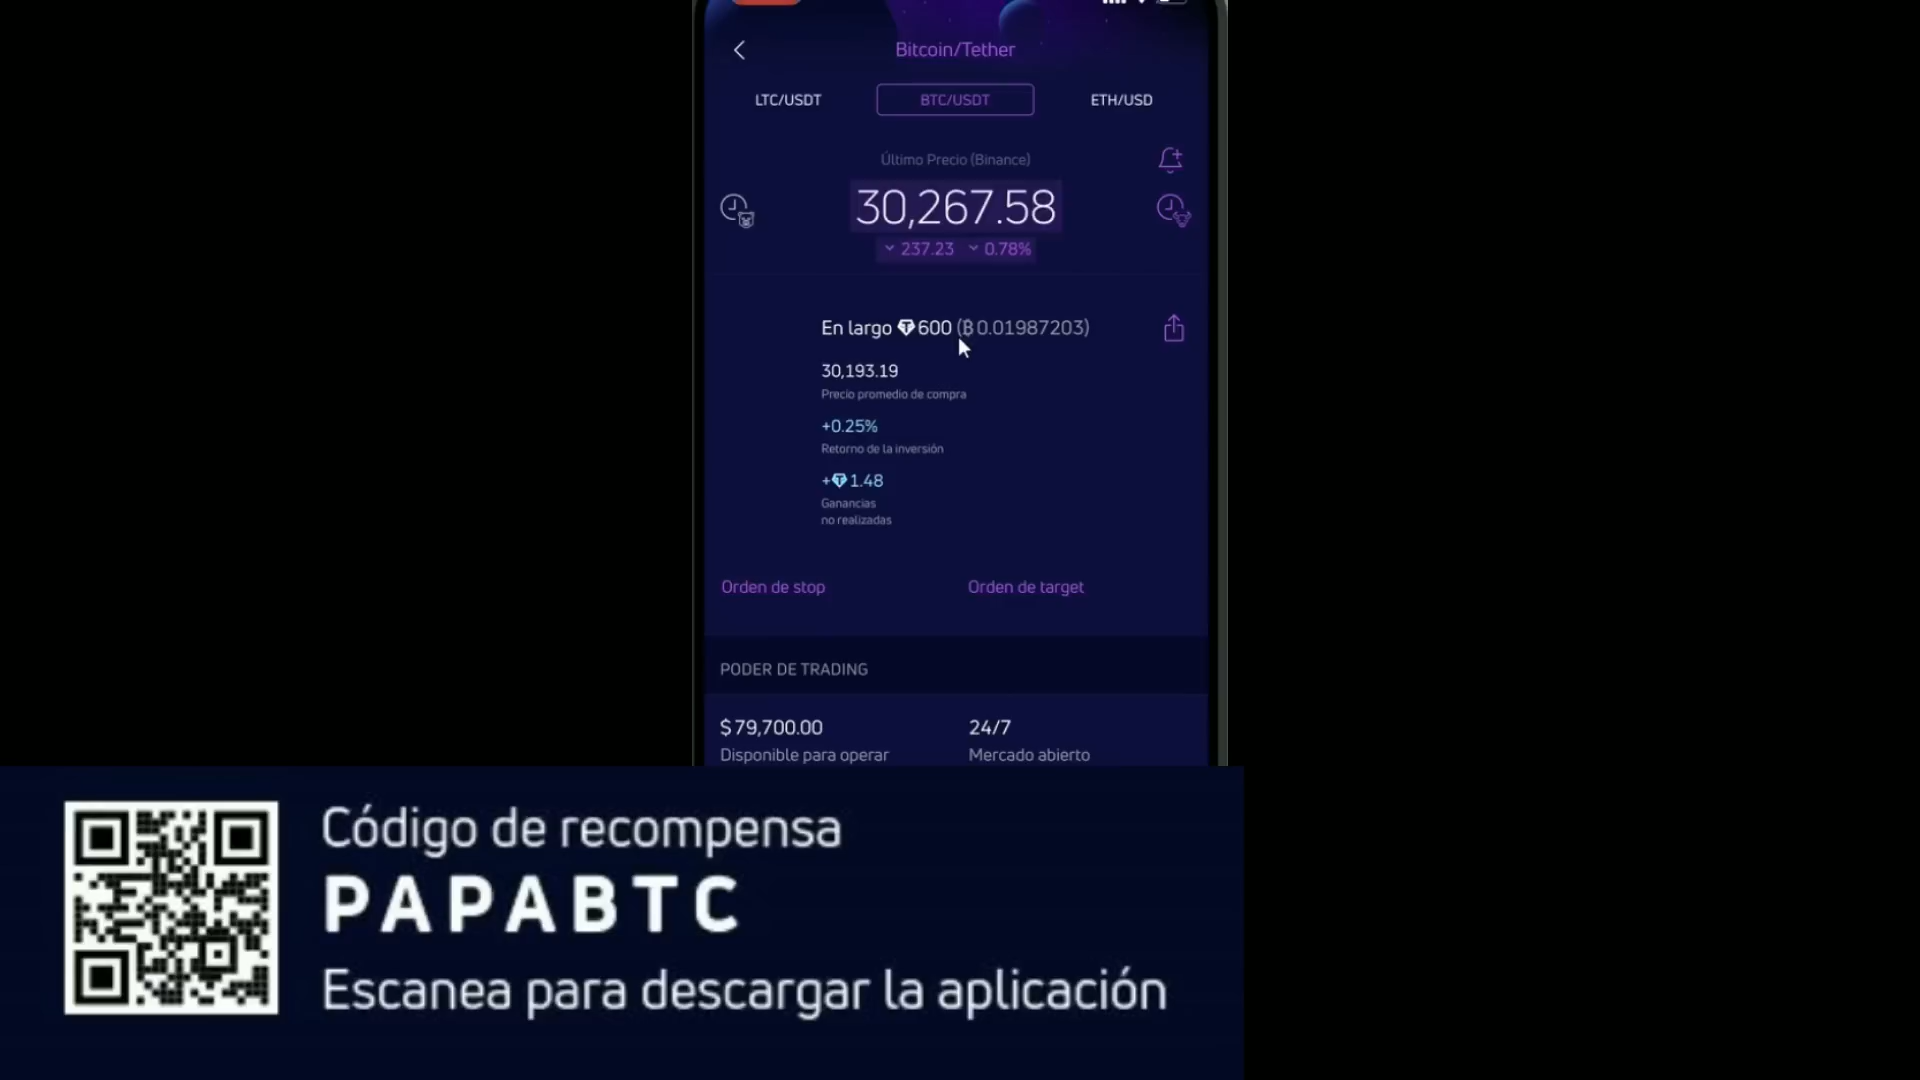 Bitcoin/Tether
LTC/USDT
BTC/USDT
ETH/USD
Último Precio (Binance)
30,267.58
237.23 0.78%
En largo 600 (₿0.01987203)
30,193.19
Precio promedio de compra
+0.25%
Retorno de la inversión
+1.48
Ganancias
no realizadas
Orden de stop
Orden de target
PODER DE TRADING
$79,700.00
24/7
Disponible para operar
Mercado abierto
Código de recompensa
PAPABTC
Escanea para descargar la aplicación